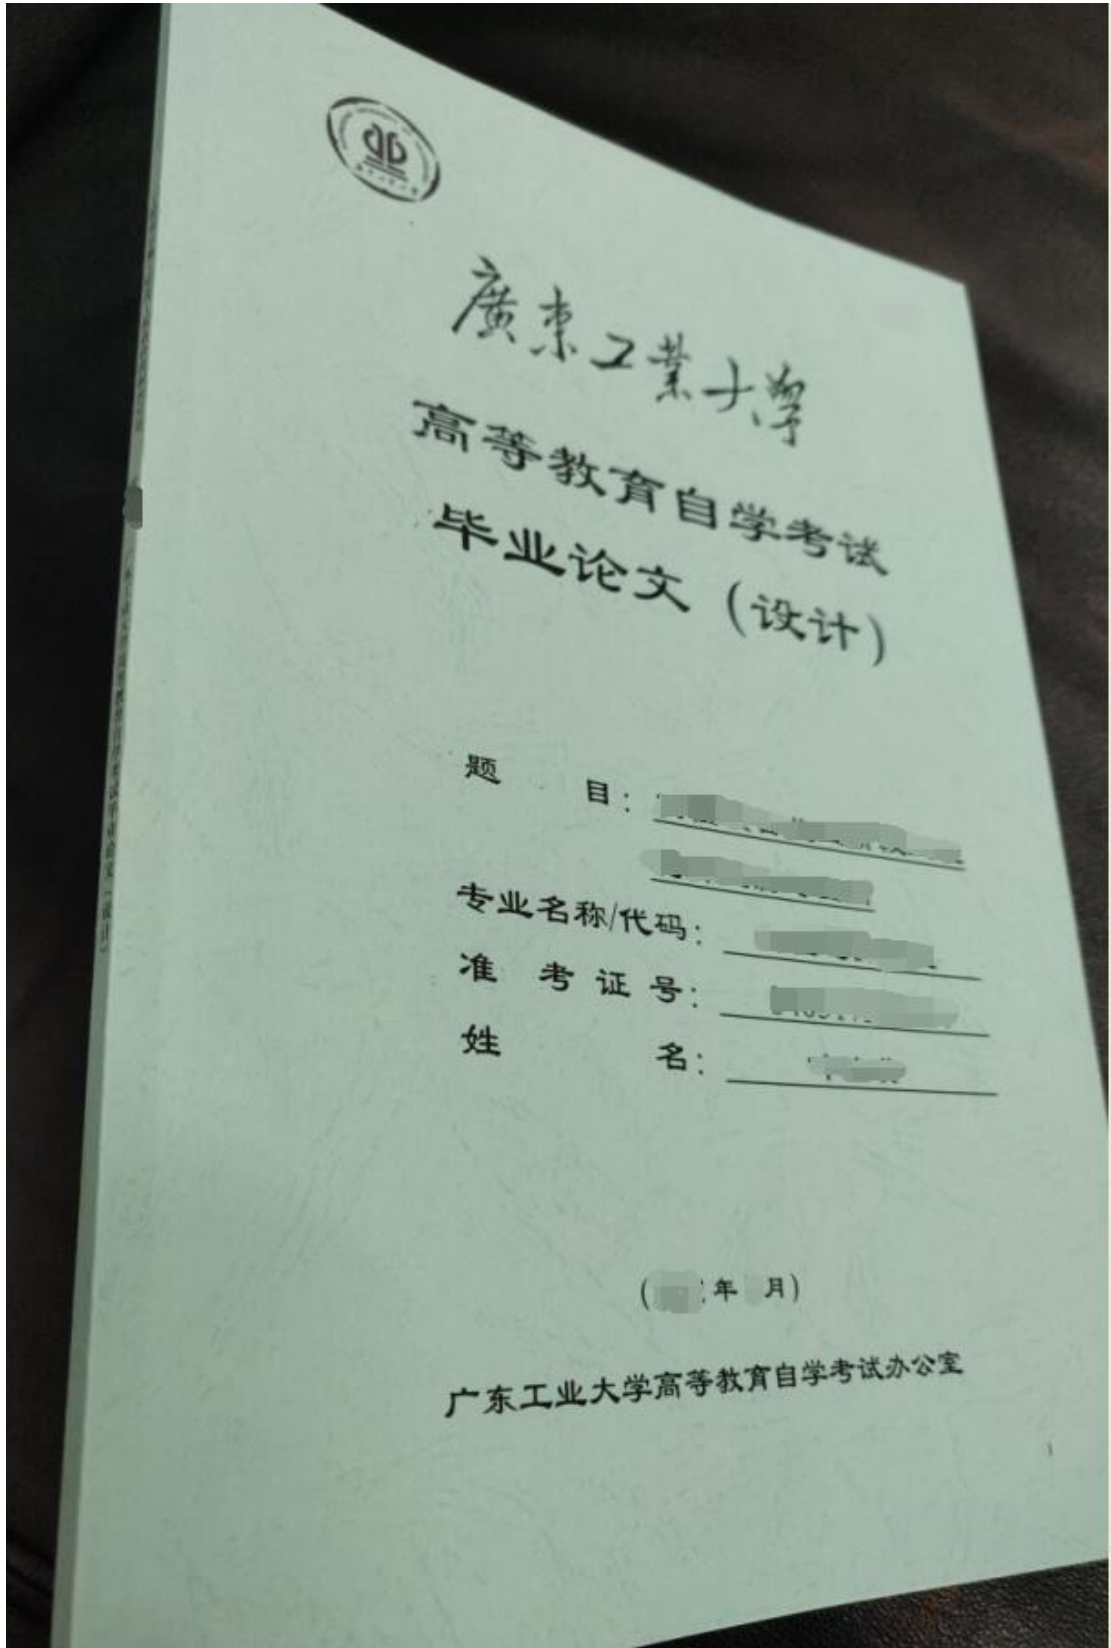 廣東工業大學
高等教育自学考试
毕业论文（设计）
题 目：
专业名称/代码：
准考证号：
姓 名：
( 年 月)
广东工业大学高等教育自学考试办公室
1